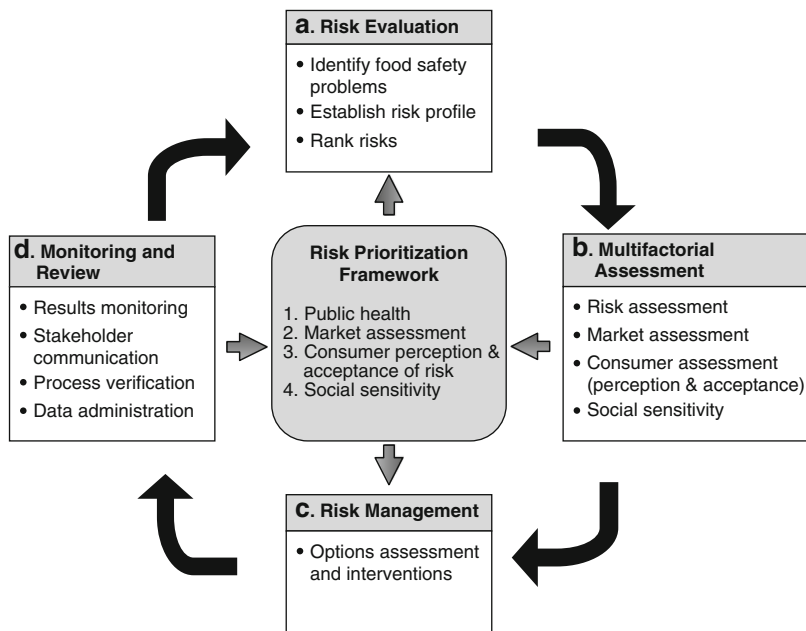 a. Risk Evaluation
• Identify food safety
problems
• Establish risk profile
• Rank risks
b. Multifactorial
Assessment
• Risk assessment
• Market assessment
• Consumer assessment
(perception & acceptance)
• Social sensitivity
c. Risk Management
• Options assessment
and interventions
d. Monitoring and
Review
• Results monitoring
• Stakeholder
communication
• Process verification
• Data administration
Risk Prioritization
Framework
1. Public health
2. Market assessment
3. Consumer perception &
acceptance of risk
4. Social sensitivity